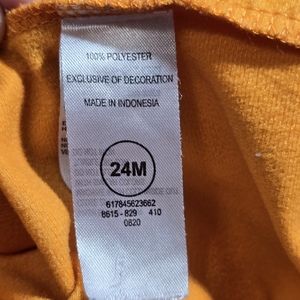 100% POLYESTER
EXCLUSIVE OF DECORATION
MADE IN INDONESIA
24M
617845623662
8615-829 410
0820